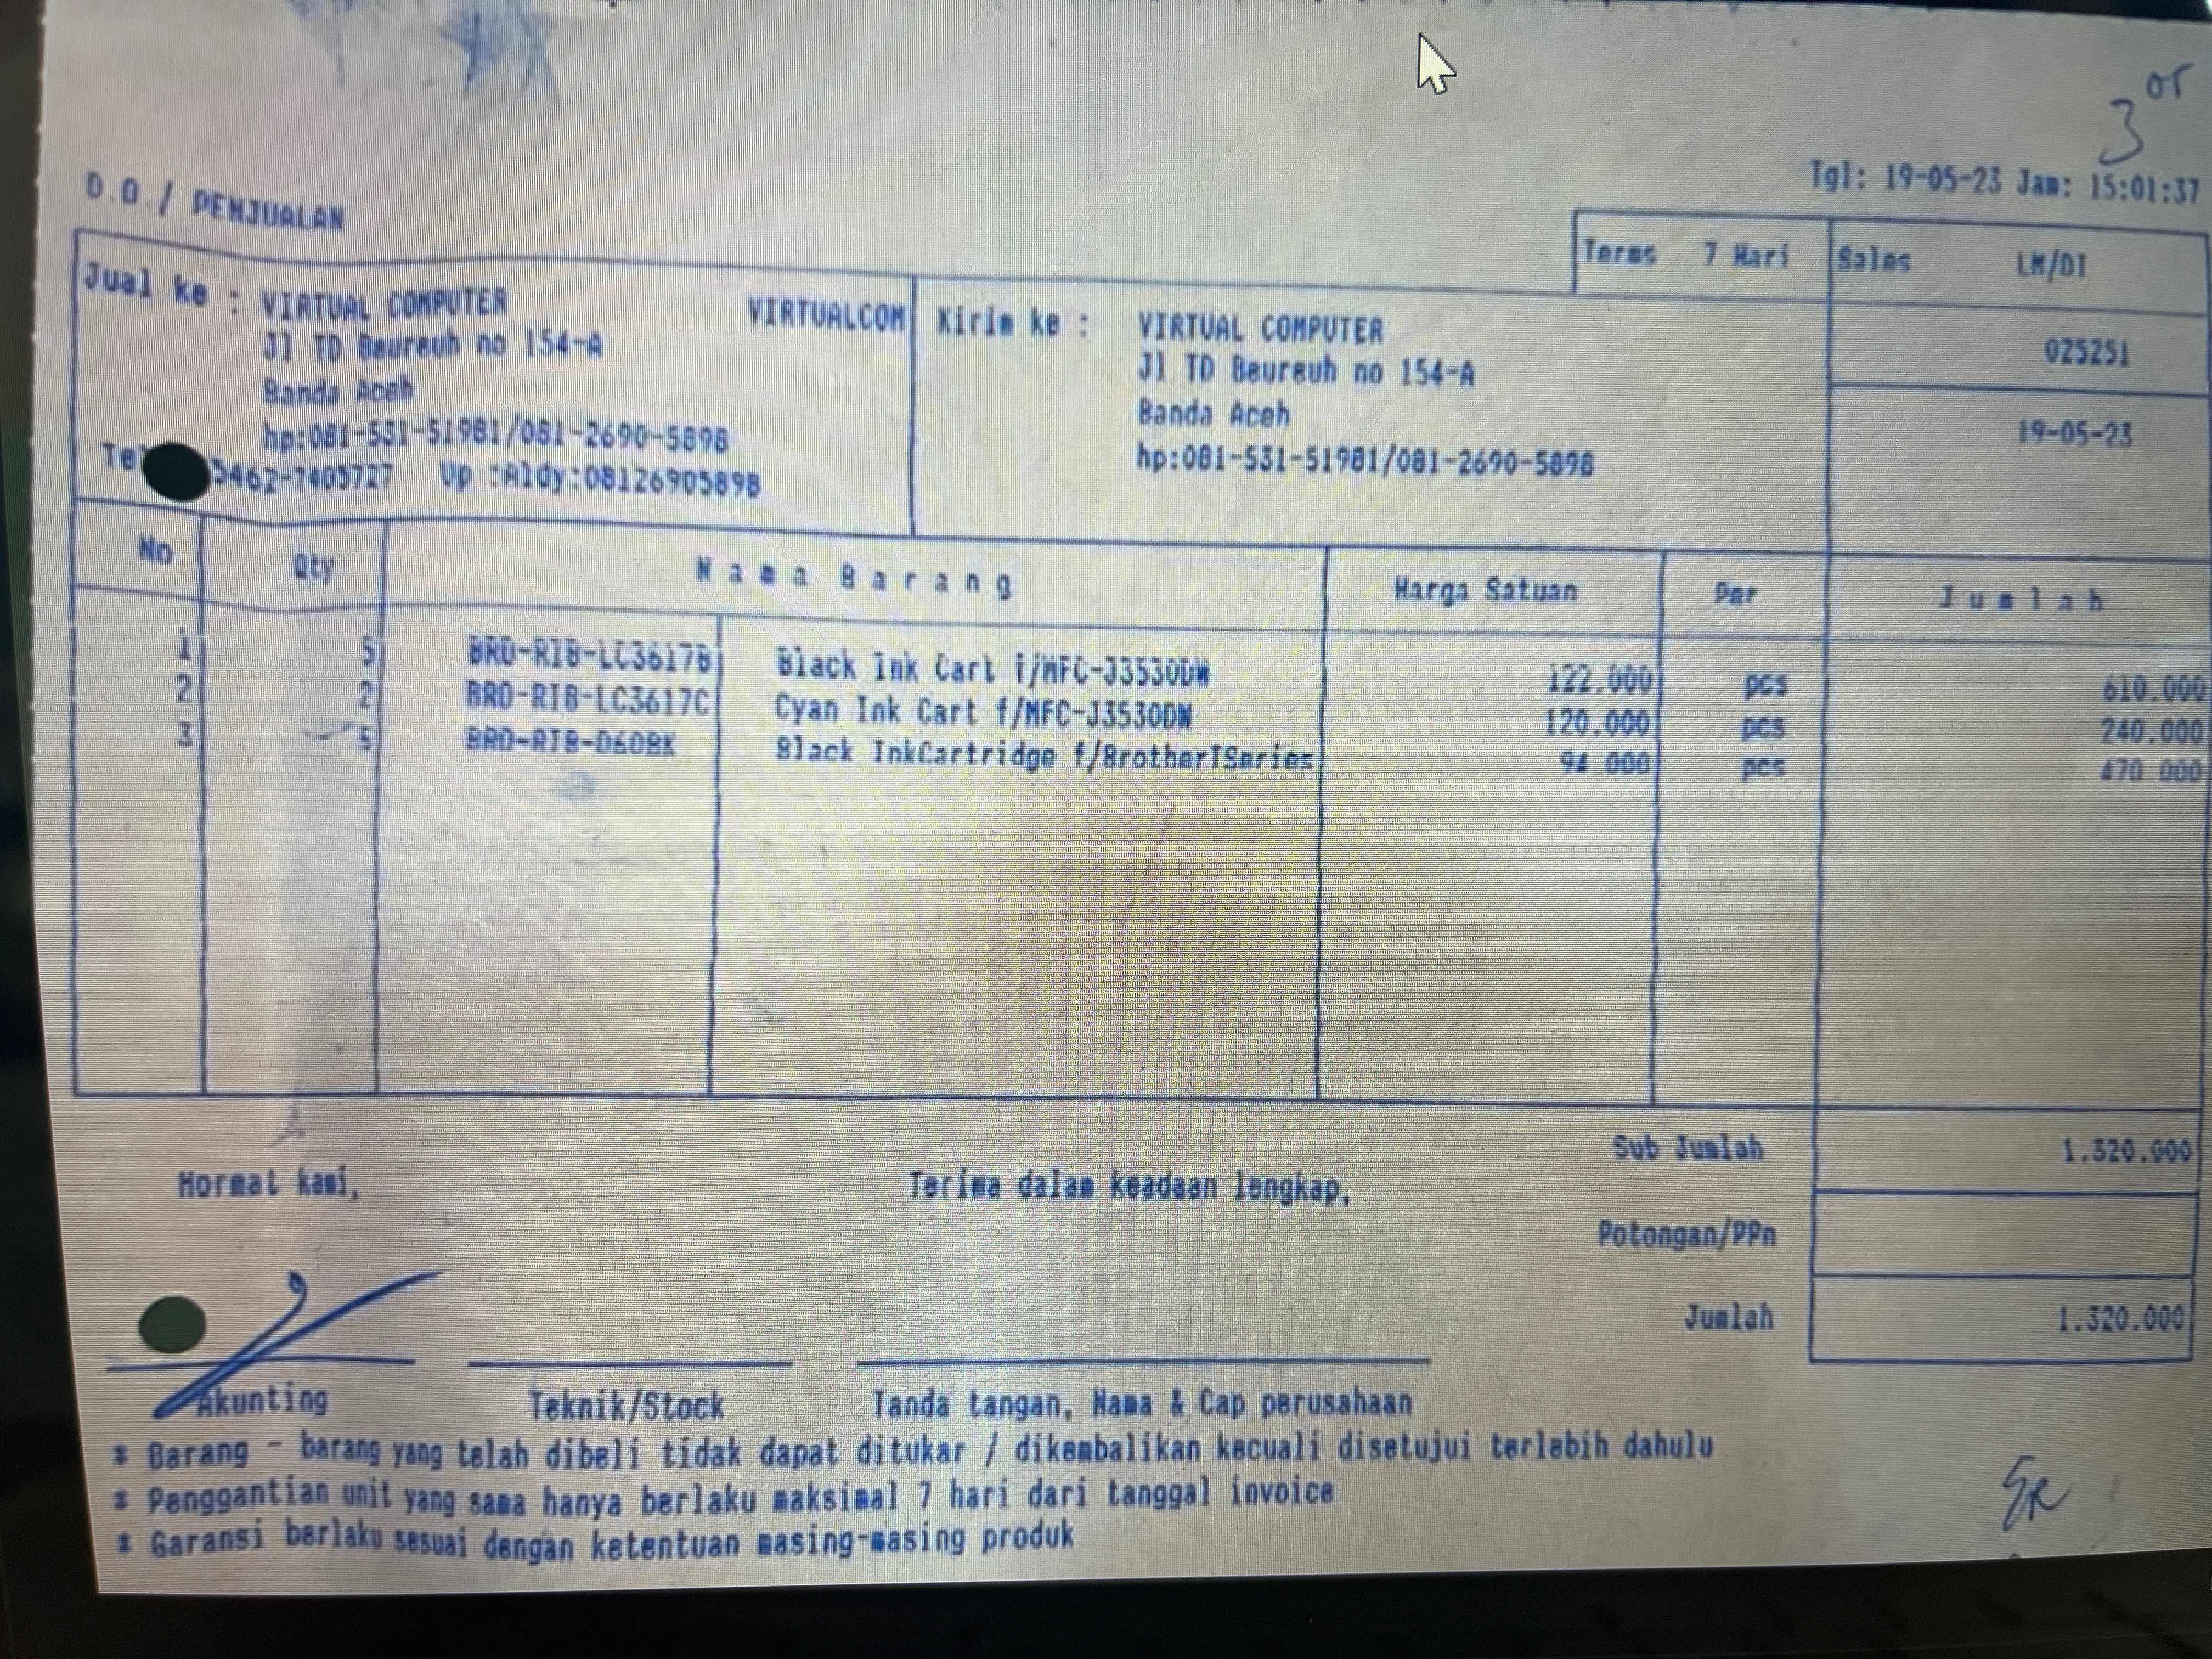 3 or
Tgl: 19-05-23 Jam: 15:01:37
D.O./ PENJUALAN
Terms 7 Hari Sales LM/DT
Jual ke : VIRTUAL COMPUTER VIRTUALCOM Kirim ke : VIRTUAL COMPUTER
Jl TD Beureuh no 154-A Jl TD Beureuh no 154-A 025251
Banda Aceh Banda Aceh 19-05-23
hp:081-531-51981/081-2690-5898 hp:081-531-51981/081-2690-5898
5462-7405727 Up :Aldy:08126905898
No Qty Nama Barang Harga Satuan Per Jumlah
1 5 BRO-RIB-LC3617B Black Ink Cart f/MFC-J3530DW 122.000 pcs 610.000
2 2 BRO-RIB-LC3617C Cyan Ink Cart f/MFC-J3530DW 120.000 pcs 240.000
3 5 BRO-RIB-D60BK Black InkCartridge f/BrotherTSeries 94.000 pcs 470.000
Sub Jumlah 1.320.000
Hormat kami, Terima dalam keadaan lengkap,
Potongan/PPn
Jumlah 1.320.000
Akunting Teknik/Stock Tanda tangan, Nama & Cap perusahaan
* Barang - barang yang telah dibeli tidak dapat ditukar / dikembalikan kecuali disetujui terlebih dahulu
* Penggantian unit yang sama hanya berlaku maksimal 7 hari dari tanggal invoice
* Garansi berlaku sesuai dengan ketentuan masing-masing produk